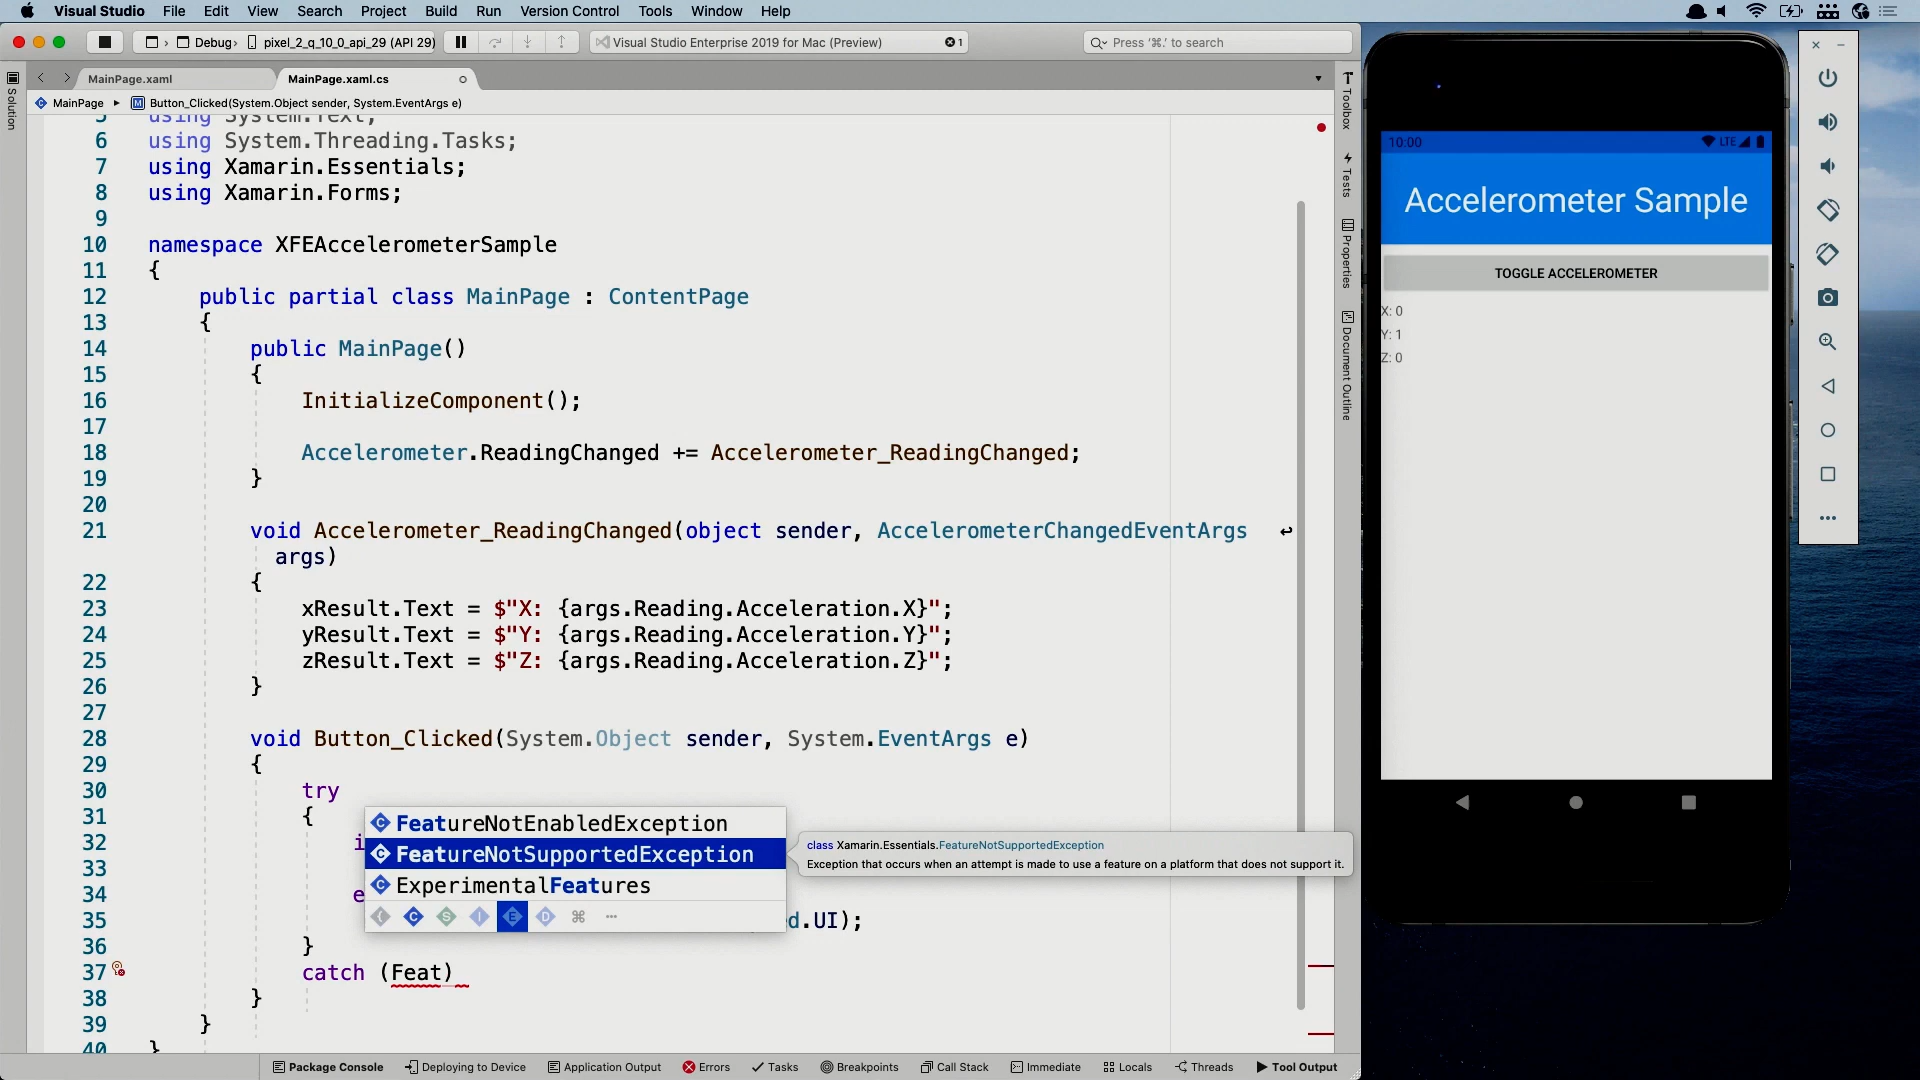 Visual Studio File Edit View Search Project Build Run Version Control Tools Window Help
Debug pixel_2_q_10_0_api_29 (API 29) Visual Studio Enterprise 2019 for Mac (Preview) 1 Press '⌘.' to search
Solution
MainPage.xaml MainPage.xaml.cs
MainPage Button_Clicked(System.Object sender, System.EventArgs e)
5 using System.Text;
6 using System.Threading.Tasks;
7 using Xamarin.Essentials;
8 using Xamarin.Forms;
9
10 namespace XFEAccelerometerSample
11 {
12 public partial class MainPage : ContentPage
13 {
14 public MainPage()
15 {
16 InitializeComponent();
17
18 Accelerometer.ReadingChanged += Accelerometer_ReadingChanged;
19 }
20
21 void Accelerometer_ReadingChanged(object sender, AccelerometerChangedEventArgs
args)
22 {
23 xResult.Text = $"X: {args.Reading.Acceleration.X}";
24 yResult.Text = $"Y: {args.Reading.Acceleration.Y}";
25 zResult.Text = $"Z: {args.Reading.Acceleration.Z}";
26 }
27
28 void Button_Clicked(System.Object sender, System.EventArgs e)
29 {
30 try
31 {
32 i
33
34 e
35 d.UI);
36 }
37 catch (Feat)
38 }
39 }
40 }
FeatureNotEnabledException
FeatureNotSupportedException
ExperimentalFeatures
class Xamarin.Essentials.FeatureNotSupportedException
Exception that occurs when an attempt is made to use a feature on a platform that does not support it.
Toolbox
Tests
Properties
Document Outline
Package Console Deploying to Device Application Output Errors Tasks Breakpoints Call Stack Immediate Locals Threads Tool Output
10:00 LTE
Accelerometer Sample
TOGGLE ACCELEROMETER
X: 0
Y: 1
Z: 0